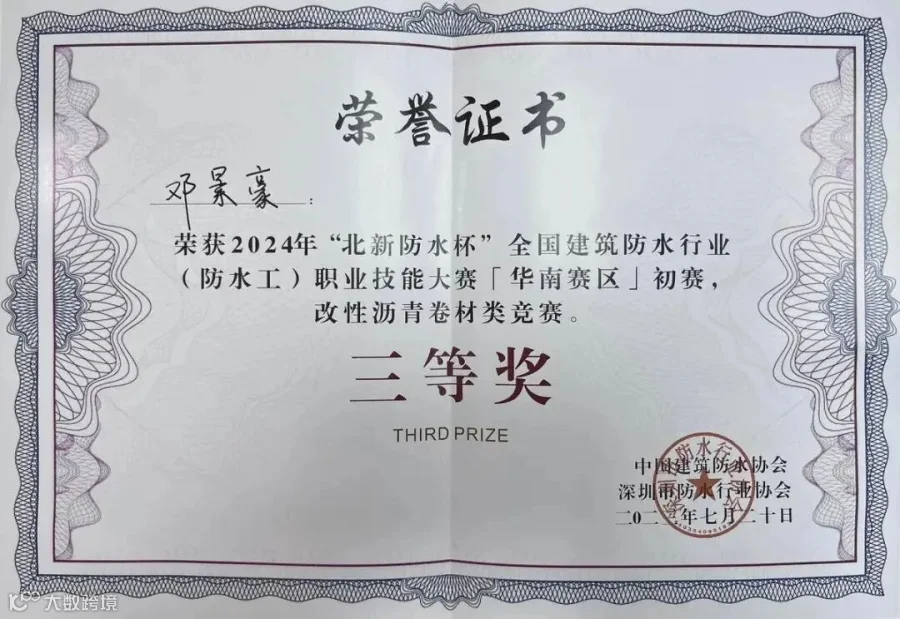 荣誉证书
邓景豪：
荣获2024年“北新防水杯”全国建筑防水行业
（防水工）职业技能大赛「华南赛区」初赛，
改性沥青卷材类竞赛。
三等奖
THIRD PRIZE
中国建筑防水协会
深圳市防水行业协会
二〇二 年七月二十日
大数跨境